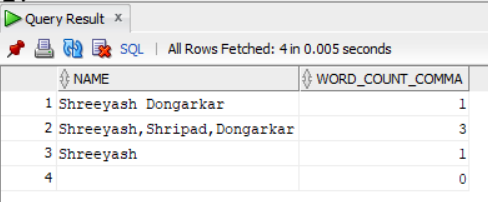 Query Result x
SQL | All Rows Fetched: 4 in 0.005 seconds
NAME WORD_COUNT_COMMA
1 Shreeyash Dongarkar 1
2 Shreeyash,Shripad,Dongarkar 3
3 Shreeyash 1
4 0